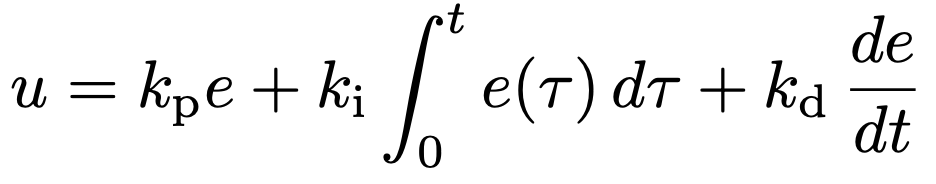 u = k_p e + k_i ∫_0^t e(τ) dτ + k_d de/dt